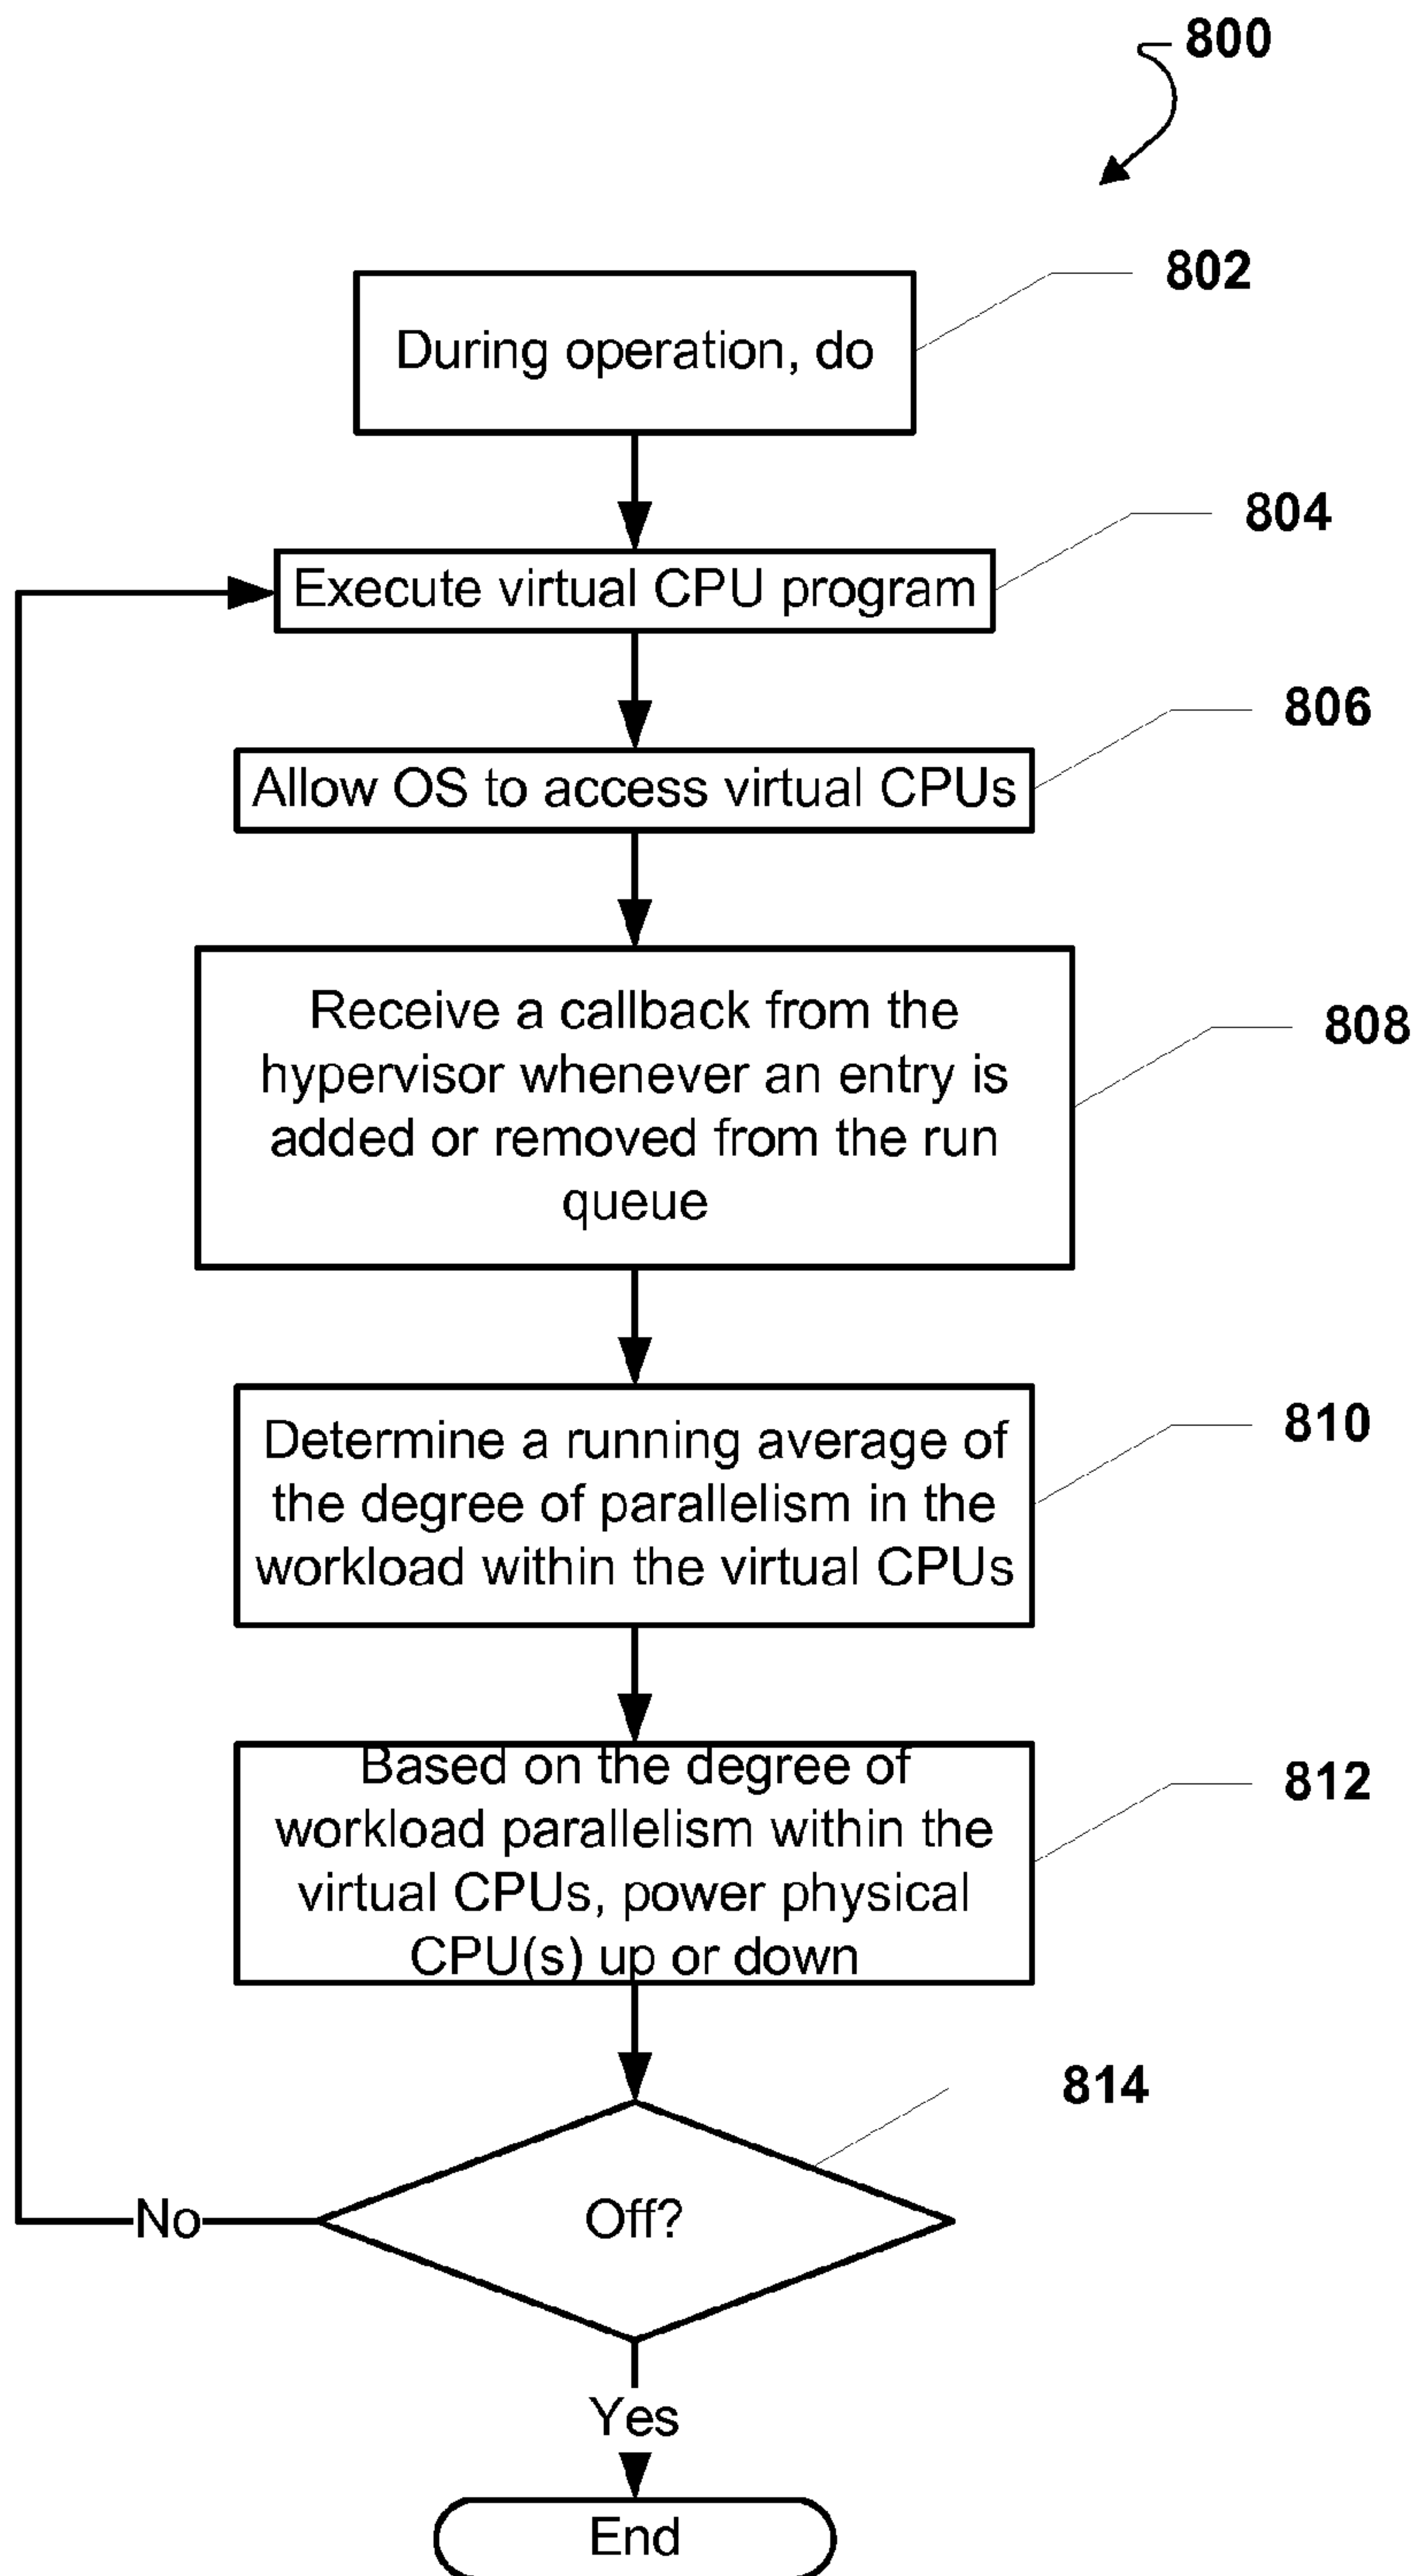 800
802
During operation, do
804
Execute virtual CPU program
806
Allow OS to access virtual CPUs
808
Receive a callback from the
hypervisor whenever an entry is
added or removed from the run
queue
810
Determine a running average of
the degree of parallelism in the
workload within the virtual CPUs
812
Based on the degree of
workload parallelism within the
virtual CPUs, power physical
CPU(s) up or down
814
Off?
No
Yes
End